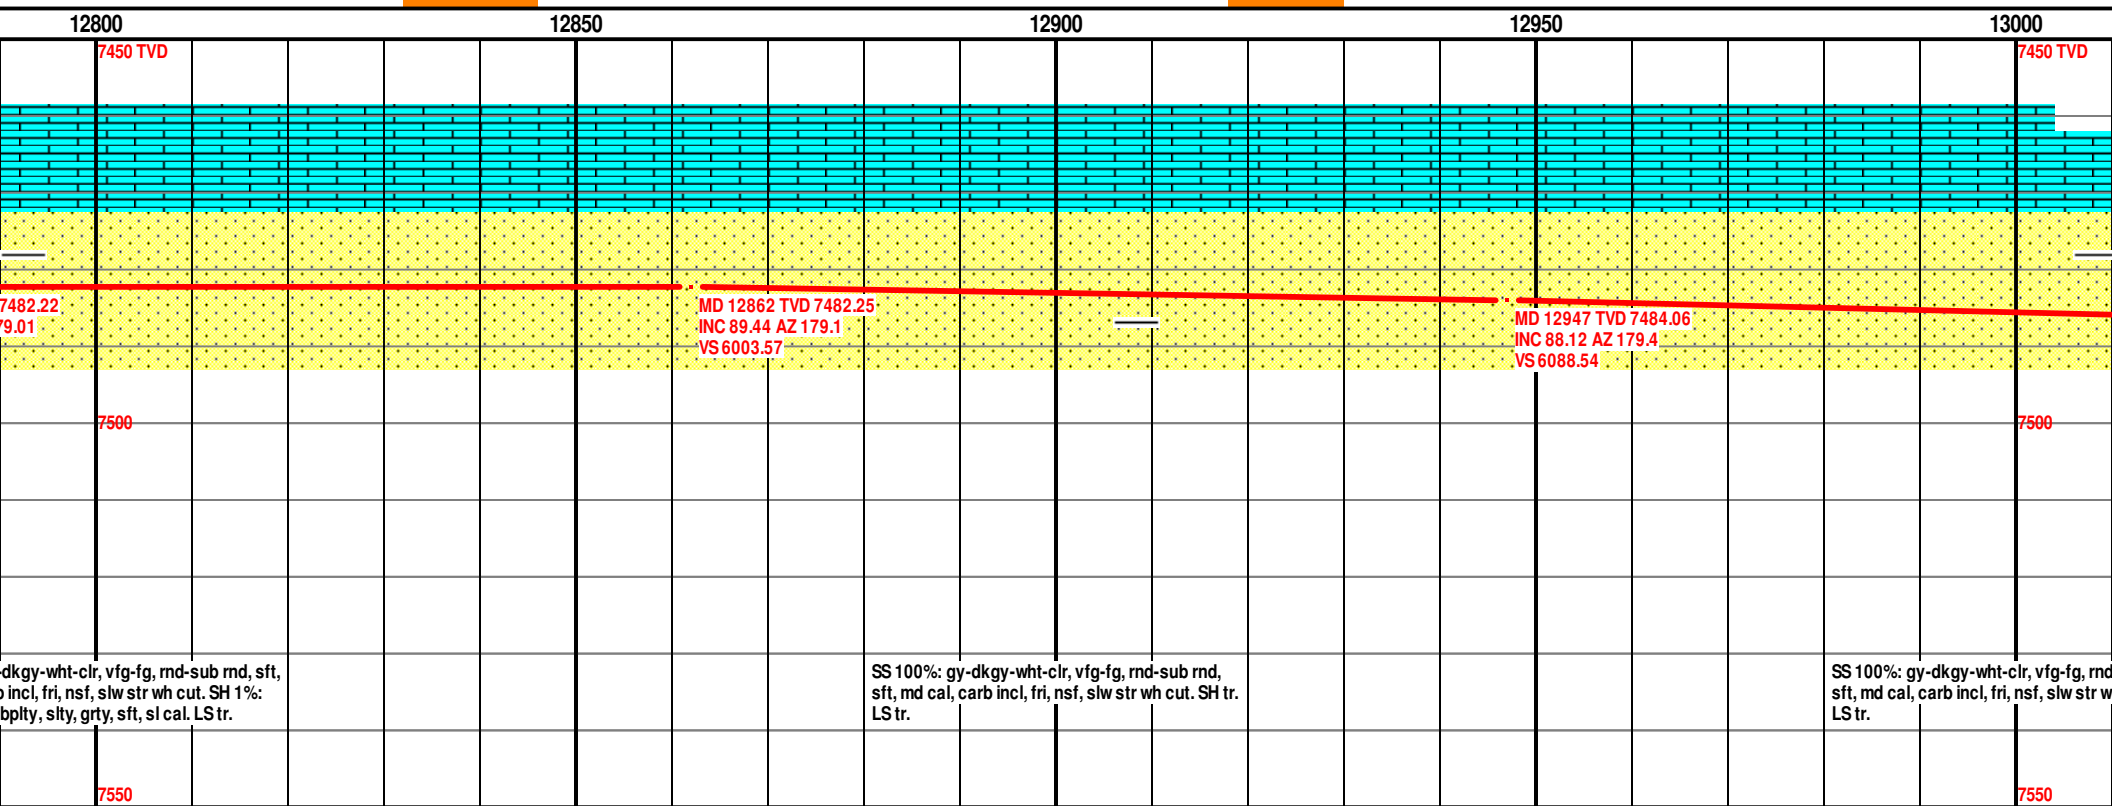 12800 12850 12900 12950 13000
7450 TVD 7450 TVD
7482.22
79.01
MD 12862 TVD 7482.25
INC 89.44 AZ 179.1
VS 6003.57
MD 12947 TVD 7484.06
INC 88.12 AZ 179.4
VS 6088.54
7500 7500
-dkgy-wht-clr, vfg-fg, rnd-sub rnd, sft,
incl, fri, nsf, slw str wh cut. SH 1%:
bplty, slty, grty, sft, sl cal. LS tr.
SS 100%: gy-dkgy-wht-clr, vfg-fg, rnd-sub rnd,
sft, md cal, carb incl, fri, nsf, slw str wh cut. SH tr.
LS tr.
SS 100%: gy-dkgy-wht-clr, vfg-fg, rnd
sft, md cal, carb incl, fri, nsf, slw str w
LS tr.
7550 7550